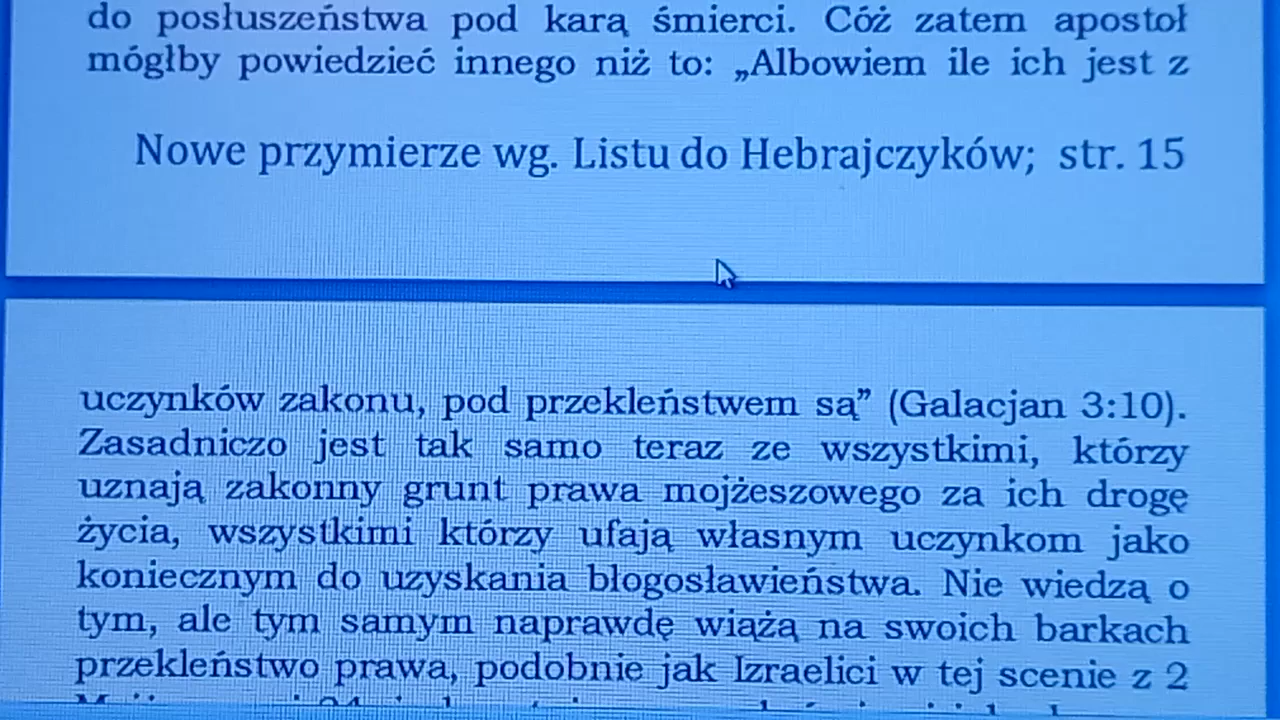 do posłuszeństwa pod karą śmierci. Cóż zatem apostoł
mógłby powiedzieć innego niż to: „Albowiem ile ich jest z
Nowe przymierze wg. Listu do Hebrajczyków; str. 15
uczynków zakonu, pod przekleństwem są” (Galacjan 3:10).
Zasadniczo jest tak samo teraz ze wszystkimi, którzy
uznają zakonny grunt prawa mojżeszowego za ich drogę
życia, wszystkimi którzy ufają własnym uczynkom jako
koniecznym do uzyskania błogosławieństwa. Nie wiedzą o
tym, ale tym samym naprawdę wiążą na swoich barkach
przekleństwo prawa, podobnie jak Izraelici w tej scenie z 2